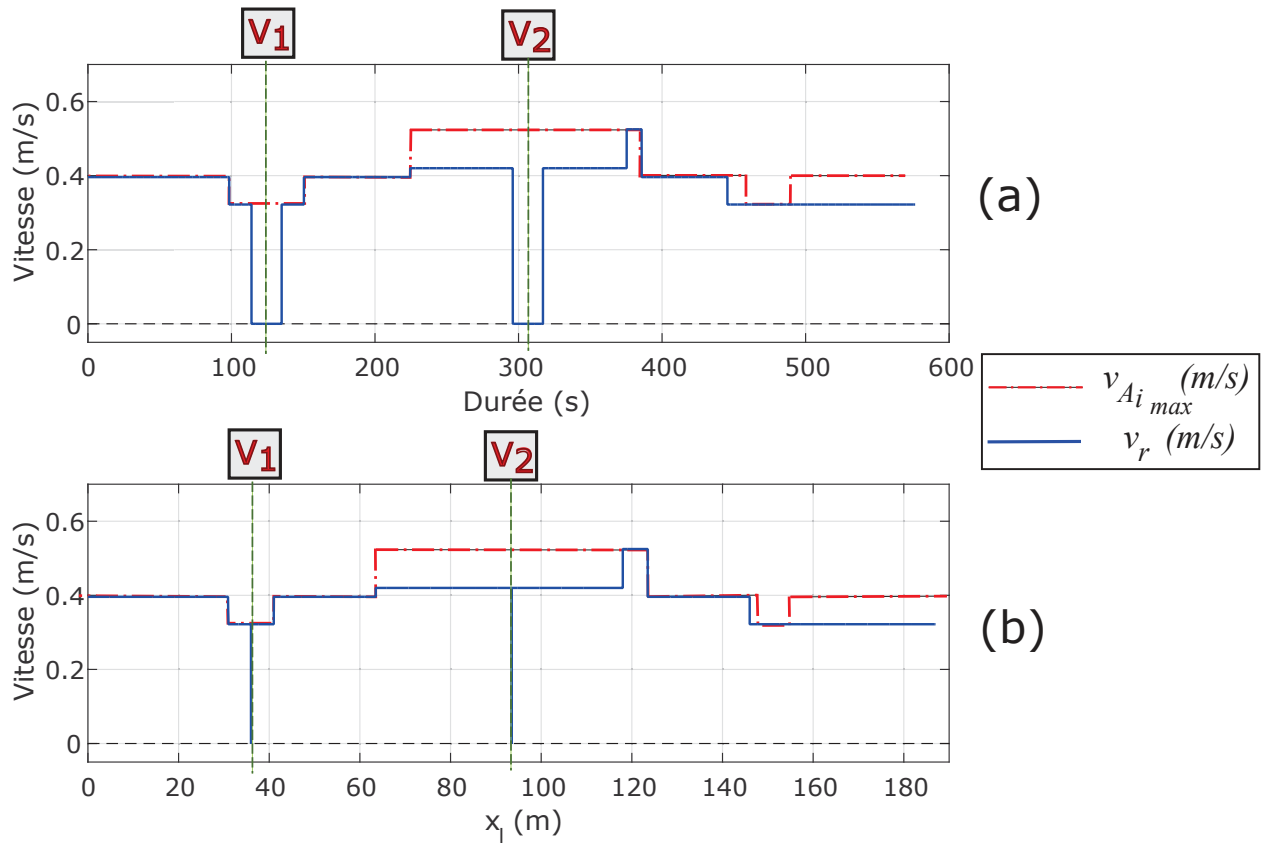 V1 V2
0.6
0.4
0.2
0
Vitesse (m/s)
0 100 200 300 400 500 600
Durée (s)
(a)
v_{A_{i_{max}}} (m/s)
v_r (m/s)
V1 V2
0.6
0.4
0.2
0
Vitesse (m/s)
0 20 40 60 80 100 120 140 160 180
x_l (m)
(b)